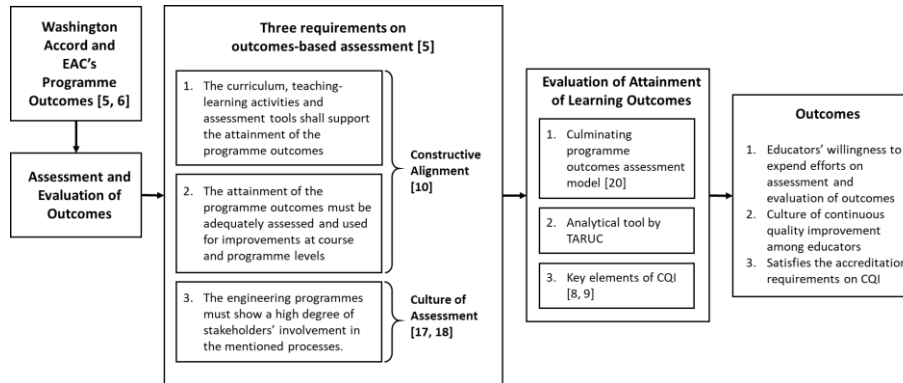 Washington
Accord and
EAC's
Programme
Outcomes [5, 6]
Assessment and
Evaluation of
Outcomes
Three requirements on
outcomes-based assessment [5]
1. The curriculum, teaching-
learning activities and
assessment tools shall support
the attainment of the
programme outcomes
2. The attainment of the
programme outcomes must be
adequately assessed and used
for improvements at course
and programme levels
Constructive
Alignment
[10]
3. The engineering programmes
must show a high degree of
stakeholders' involvement in
the mentioned processes.
Culture of
Assessment
[17, 18]
Evaluation of Attainment
of Learning Outcomes
1. Culminating
programme
outcomes assessment
model [20]
2. Analytical tool by
TARUC
3. Key elements of CQI
[8, 9]
Outcomes
1. Educators' willingness to
expend efforts on
assessment and
evaluation of outcomes
2. Culture of continuous
quality improvement
among educators
3. Satisfies the accreditation
requirements on CQI